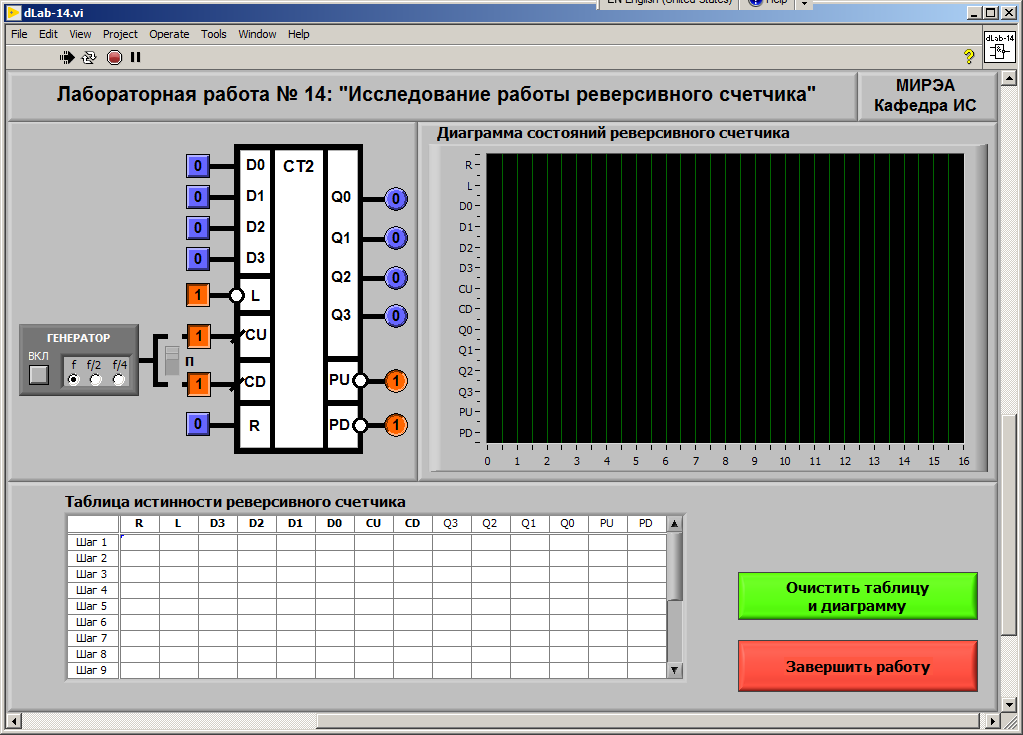 dLab-14.vi
EN English (United States)
Help
File Edit View Project Operate Tools Window Help
dLab-14
Лабораторная работа № 14: "Исследование работы реверсивного счетчика"
МИРЭА
Кафедра ИС
0 D0 CT2
0 D1 Q0 0
0 D2 Q1 0
0 D3 Q2 0
1 L Q3 0
1 CU
1 CD PU 1
0 R PD 1
ГЕНЕРАТОР
ВКЛ
f f/2 f/4
П
Диаграмма состояний реверсивного счетчика
R
L
D0
D1
D2
D3
CU
CD
Q0
Q1
Q2
Q3
PU
PD
0 1 2 3 4 5 6 7 8 9 10 11 12 13 14 15 16
Таблица истинности реверсивного счетчика
R L D3 D2 D1 D0 CU CD Q3 Q2 Q1 Q0 PU PD
Шаг 1
Шаг 2
Шаг 3
Шаг 4
Шаг 5
Шаг 6
Шаг 7
Шаг 8
Шаг 9
Очистить таблицу
и диаграмму
Завершить работу